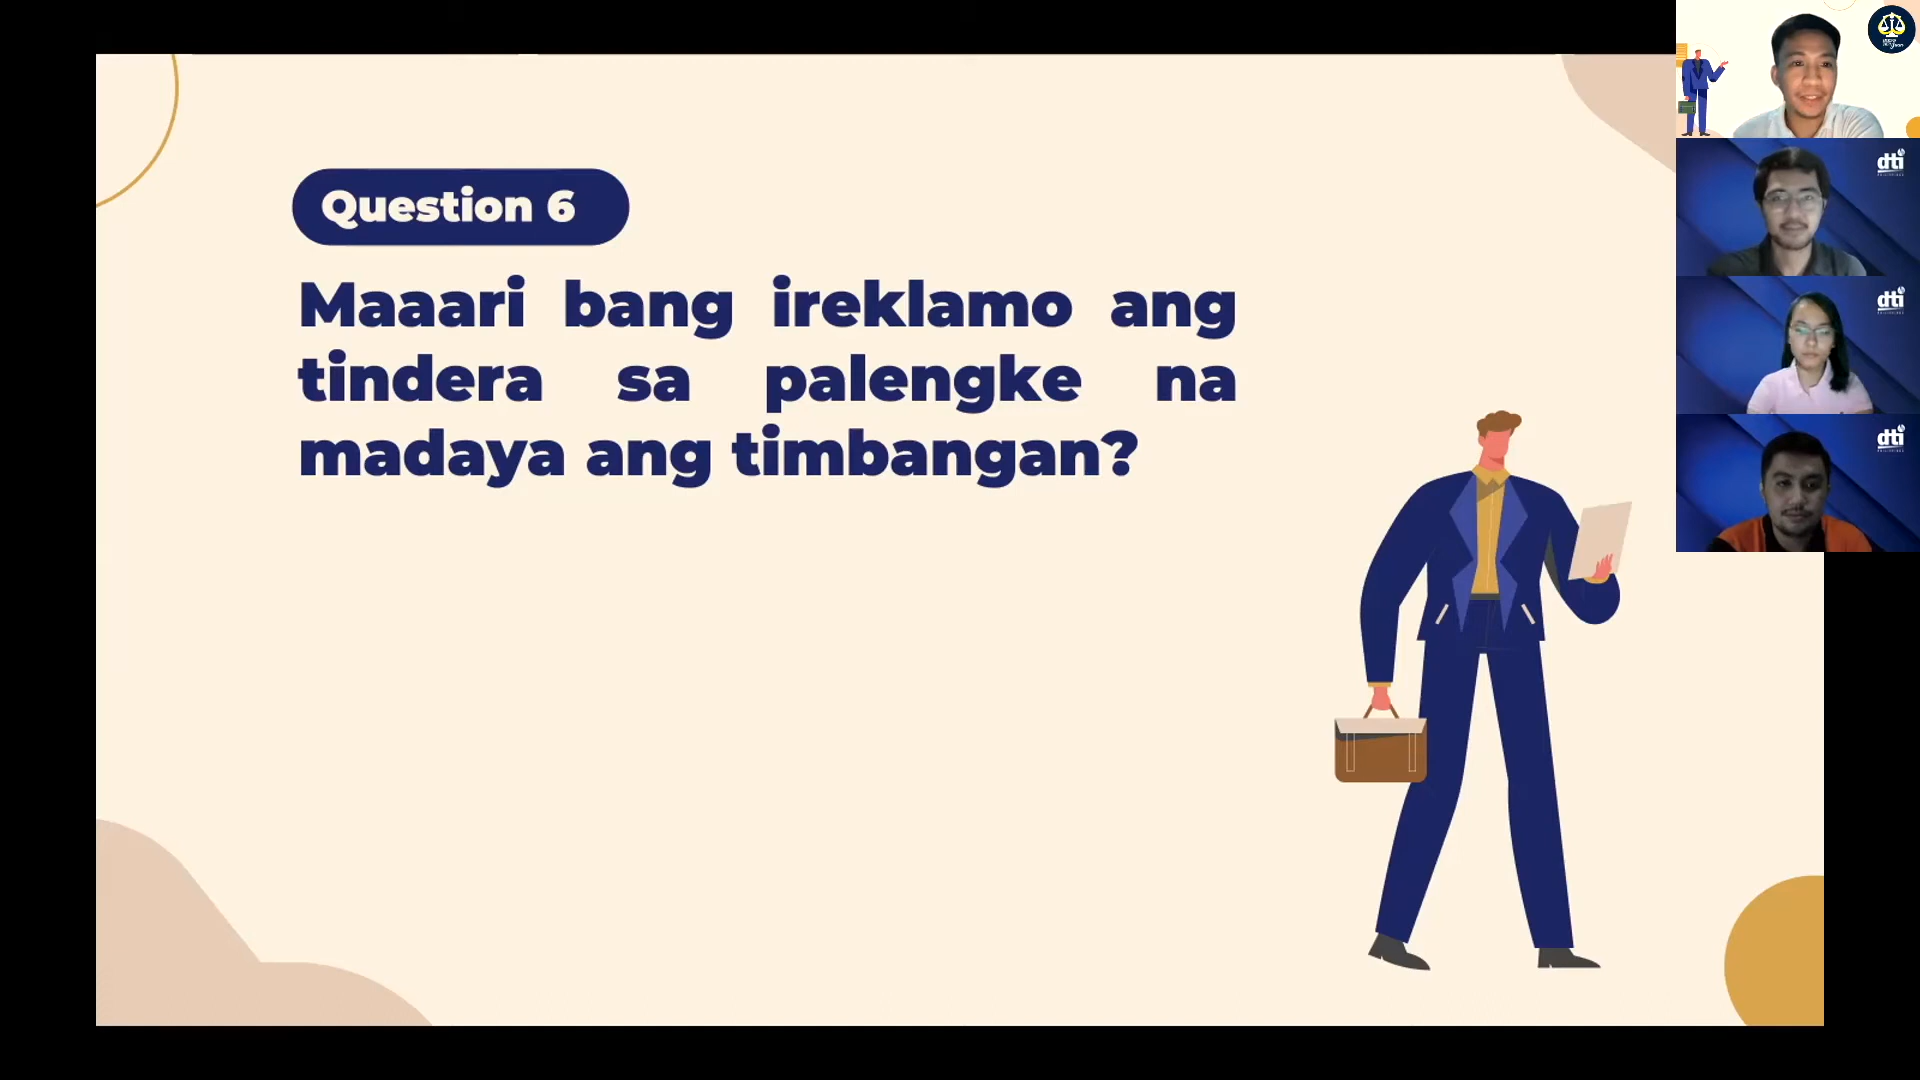 Question 6
Maaari bang ireklamo ang
tindera sa palengke na
madaya ang timbangan?
dti
dti
dti